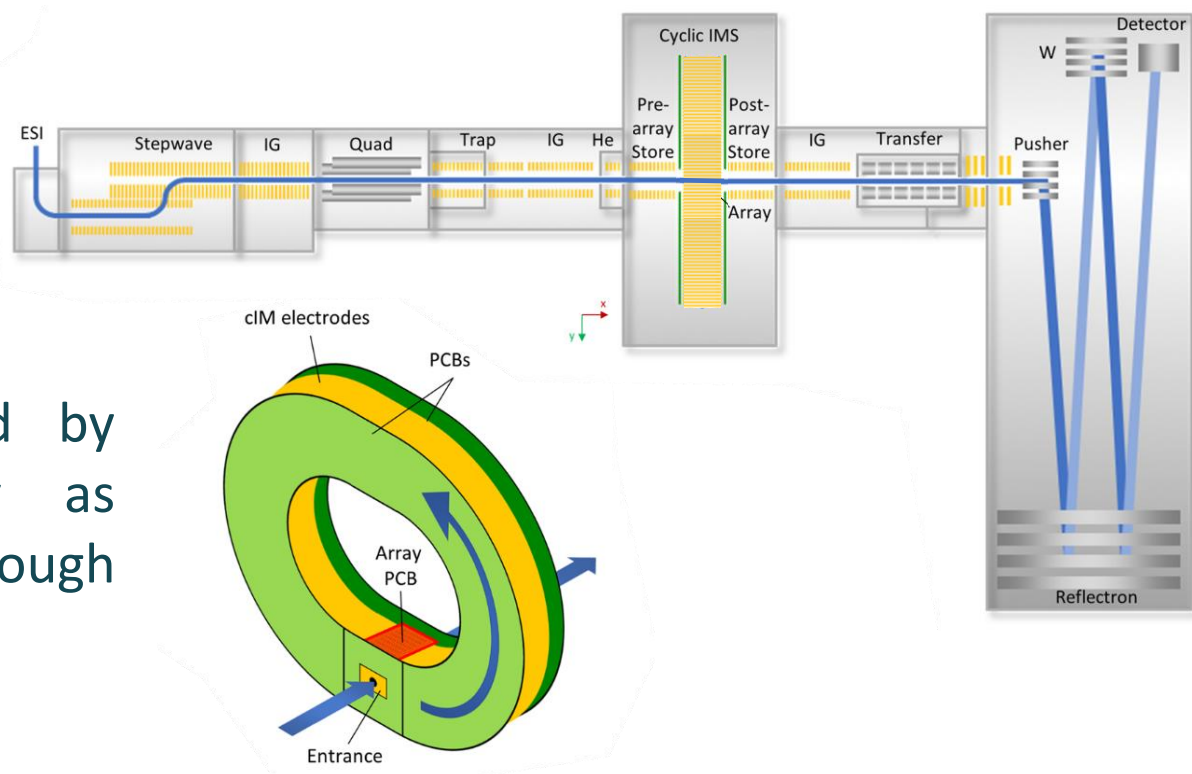 Detector
Cyclic IMS
W
Pre-
array
Store
Post-
array
Store
ESI
Stepwave
IG
Quad
Trap
IG
He
IG
Transfer
Pusher
Array
x
y
cIM electrodes
PCBs
d by
as
ough
Array
PCB
Entrance
Reflectron